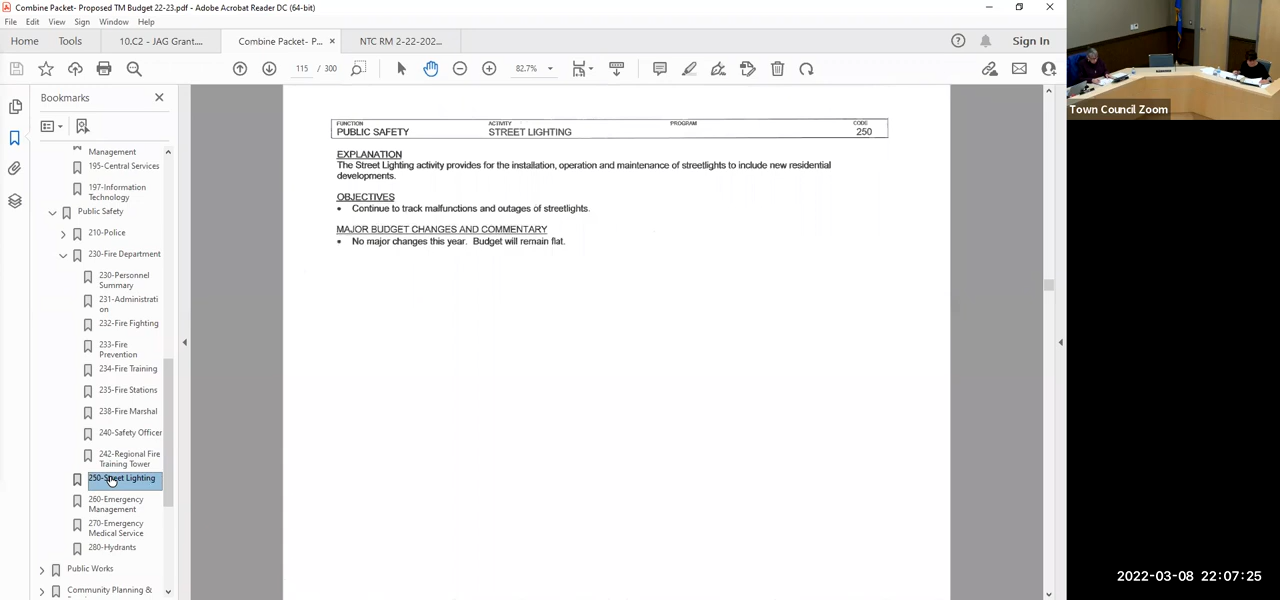 Combine Packet- Proposed TM Budget 22-23.pdf - Adobe Acrobat Reader DC (64-bit)
File Edit View Sign Window Help
Home Tools 10.C2 - JAG Grant.... Combine Packet- P... × NTC RM 2-22-202... Sign In
115 / 300 82.7%
Bookmarks
Management
195-Central Services
197-Information
Technology
Public Safety
210-Police
230-Fire Department
230-Personnel
Summary
231-Administrati
on
232-Fire Fighting
233-Fire
Prevention
234-Fire Training
235-Fire Stations
238-Fire Marshal
240-Safety Officer
242-Regional Fire
Training Tower
250-Street Lighting
260-Emergency
Management
270-Emergency
Medical Service
280-Hydrants
Public Works
Community Planning &
FUNCTION ACTIVITY PROGRAM CODE
PUBLIC SAFETY STREET LIGHTING 250
EXPLANATION
The Street Lighting activity provides for the installation, operation and maintenance of streetlights to include new residential
developments.
OBJECTIVES
• Continue to track malfunctions and outages of streetlights.
MAJOR BUDGET CHANGES AND COMMENTARY
• No major changes this year. Budget will remain flat.
Town Council Zoom
2022-03-08 22:07:25